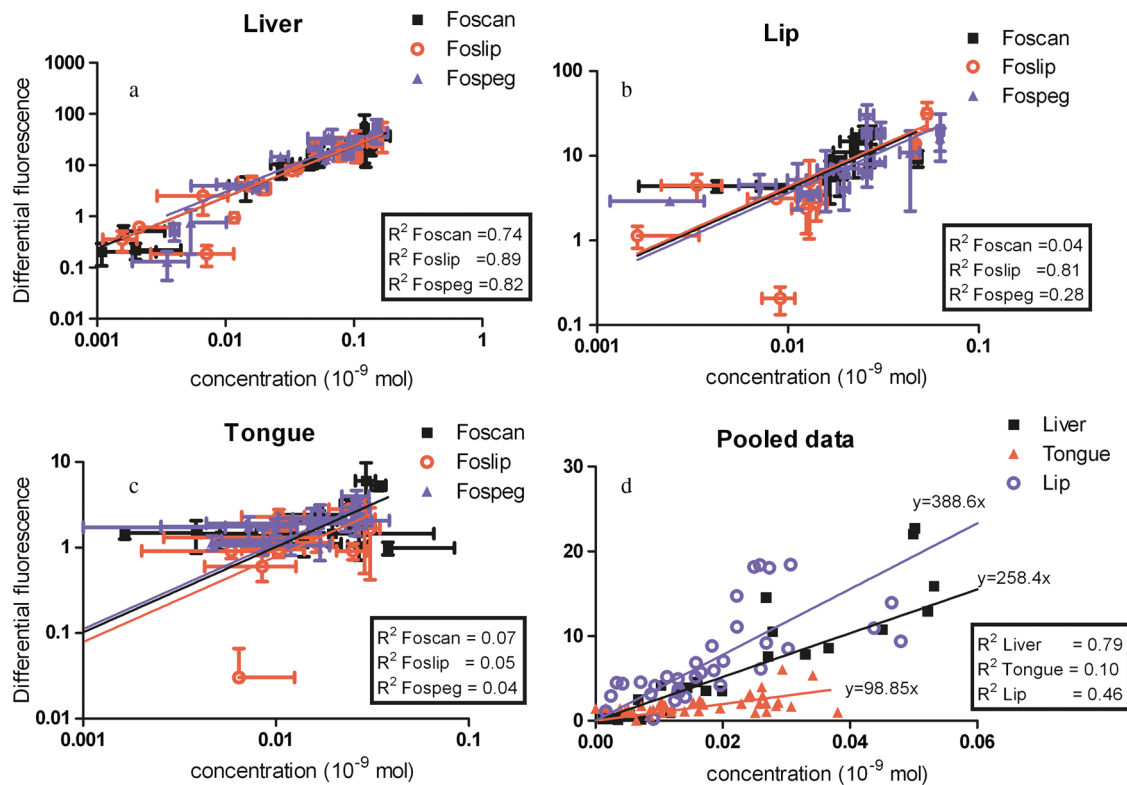 Liver
Foscan
Foslip
Fospeg
a
Differential fluorescence
1000
100
10
1
0.1
0.01
0.001
0.01
0.1
1
concentration (10⁻⁹ mol)
R² Foscan =0.74
R² Foslip =0.89
R² Fospeg =0.82
Lip
Foscan
Foslip
Fospeg
b
100
10
1
0.1
0.001
0.01
0.1
concentration (10⁻⁹ mol)
R² Foscan =0.04
R² Foslip =0.81
R² Fospeg =0.28
Tongue
Foscan
Foslip
Fospeg
c
Differential fluorescence
10
1
0.1
0.01
0.001
0.01
0.1
concentration (10⁻⁹ mol)
R² Foscan = 0.07
R² Foslip = 0.05
R² Fospeg = 0.04
Pooled data
Liver
Tongue
Lip
d
30
20
10
0
0.00
0.02
0.04
0.06
concentration (10⁻⁹ mol)
y=388.6x
y=258.4x
y=98.85x
R² Liver = 0.79
R² Tongue = 0.10
R² Lip = 0.46